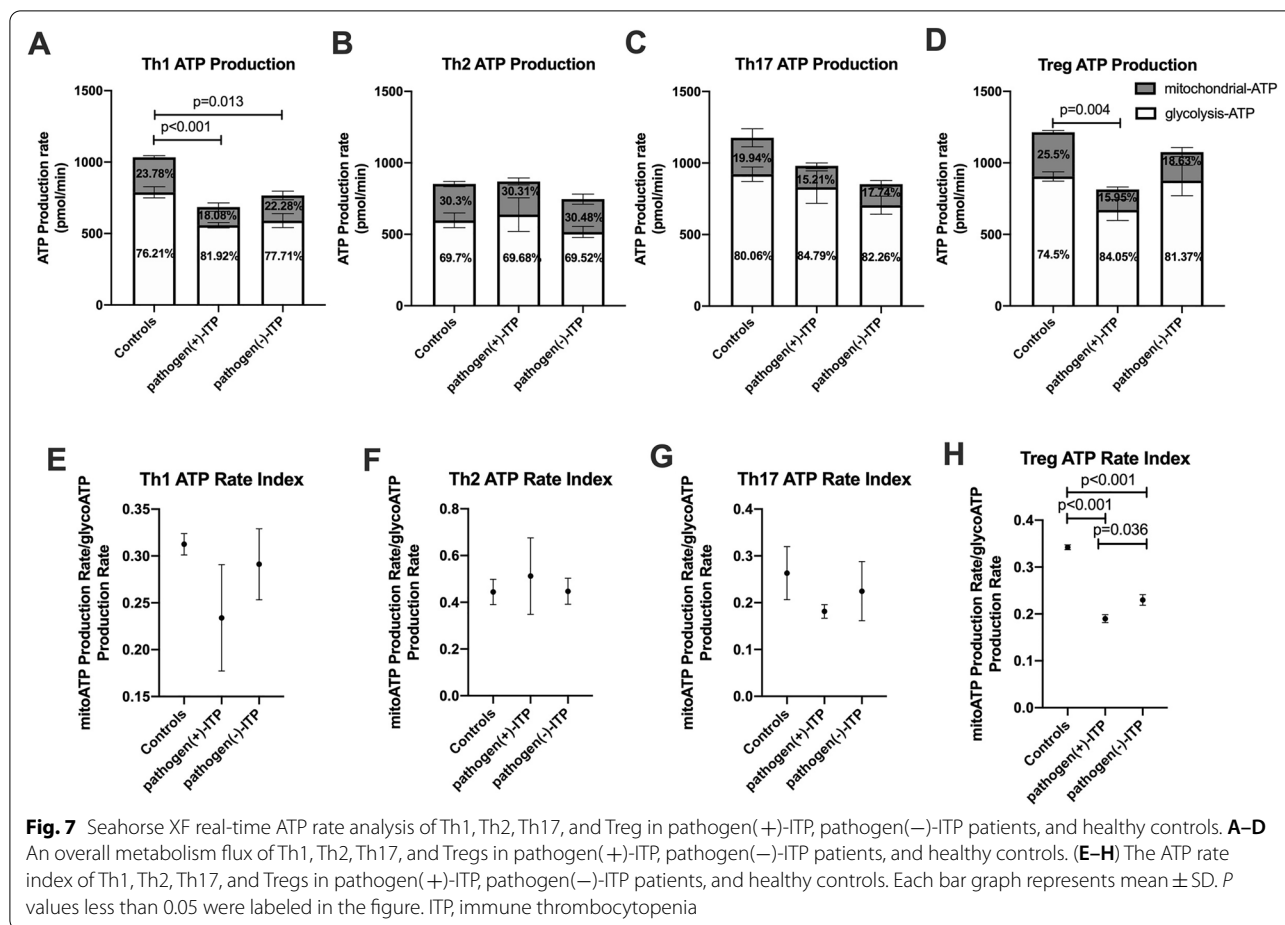 A
Th1 ATP Production
ATP Production rate
(pmol/min)
1500
1000
500
0
p=0.013
p<0.001
23.78%
76.21%
18.08%
81.92%
22.28%
77.71%
Controls
pathogen(+)-ITP
pathogen(-)-ITP
B
Th2 ATP Production
ATP Production rate
(pmol/min)
1500
1000
500
0
30.3%
69.7%
30.31%
69.68%
30.48%
69.52%
Controls
pathogen(+)-ITP
pathogen(-)-ITP
C
Th17 ATP Production
ATP Production rate
(pmol/min)
1500
1000
500
0
19.94%
80.06%
15.21%
84.79%
17.74%
82.26%
Controls
pathogen(+)-ITP
pathogen(-)-ITP
D
Treg ATP Production
mitochondrial-ATP
glycolysis-ATP
ATP Production rate
(pmol/min)
1500
1000
500
0
p=0.004
25.5%
74.5%
15.95%
84.05%
18.63%
81.37%
Controls
pathogen(+)-ITP
pathogen(-)-ITP
E
Th1 ATP Rate Index
mitoATP Production Rate/glycoATP
Production Rate
0.35
0.30
0.25
0.20
0.15
Controls
pathogen(+)-ITP
pathogen(-)-ITP
F
Th2 ATP Rate Index
mitoATP Production Rate/glycoATP
Production Rate
0.8
0.6
0.4
0.2
0.0
Controls
pathogen(+)-ITP
pathogen(-)-ITP
G
Th17 ATP Rate Index
mitoATP Production Rate/glycoATP
Production Rate
0.4
0.3
0.2
0.1
0.0
Controls
pathogen(+)-ITP
pathogen(-)-ITP
H
Treg ATP Rate Index
mitoATP Production Rate/glycoATP
Production Rate
p<0.001
p<0.001
p=0.036
0.4
0.3
0.2
0.1
0.0
Controls
pathogen(+)-ITP
pathogen(-)-ITP
Fig. 7 Seahorse XF real-time ATP rate analysis of Th1, Th2, Th17, and Treg in pathogen(+)-ITP, pathogen(−)-ITP patients, and healthy controls. A–D
An overall metabolism flux of Th1, Th2, Th17, and Tregs in pathogen(+)-ITP, pathogen(−)-ITP patients, and healthy controls. (E–H) The ATP rate
index of Th1, Th2, Th17, and Tregs in pathogen(+)-ITP, pathogen(−)-ITP patients, and healthy controls. Each bar graph represents mean ± SD. P
values less than 0.05 were labeled in the figure. ITP, immune thrombocytopenia